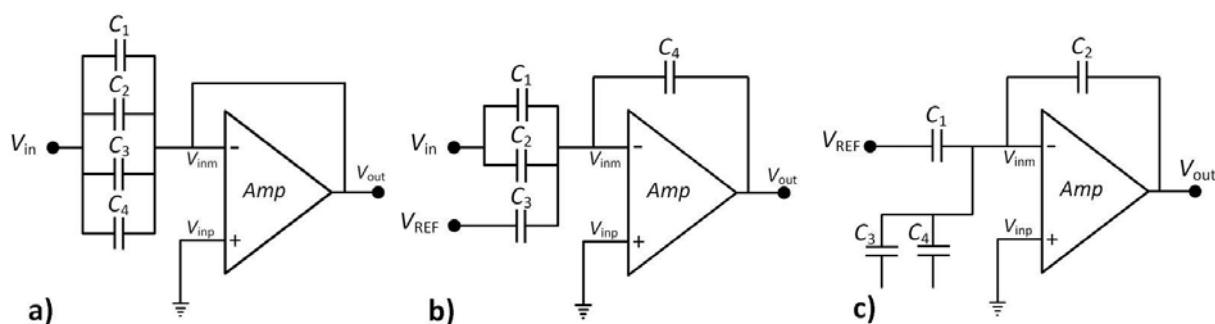 C1
C2
C3
C4
Vin
Vinm
Vinp
Amp
Vout
a)
C4
C1
C2
C3
Vin
VREF
Vinm
Vinp
Amp
Vout
b)
C2
C1
VREF
C3
C4
Vinm
Vinp
Amp
Vout
c)